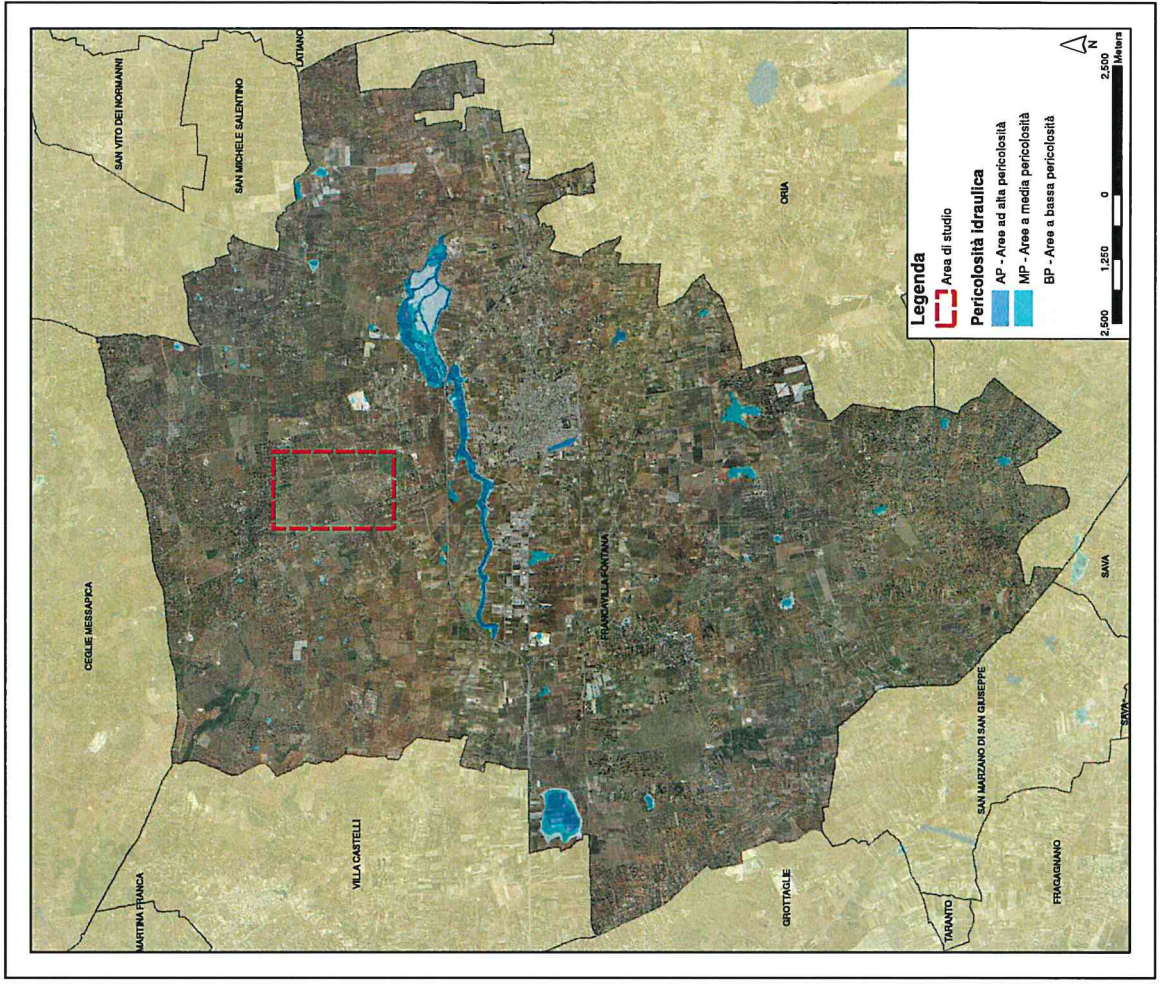 SAN VITO DEI NORMANNI
SAN MICHELE SALENTINO
LATIANO
CEGLIE MESSAPICA
MARTINA FRANCA
VILLA CASTELLI
ORIA
FRANCAVILLA FONTANA
GROTTAGLIE
TARANTO
SAN MARZANO DI SAN GIUSEPPE
FRAGAGNANO
SAVA
SAVA
Legenda
Area di studio
Pericolosità idraulica
AP - Aree ad alta pericolosità
MP - Aree a media pericolosità
BP - Aree a bassa pericolosità
N
2,500 1,250 0 2,500
Meters